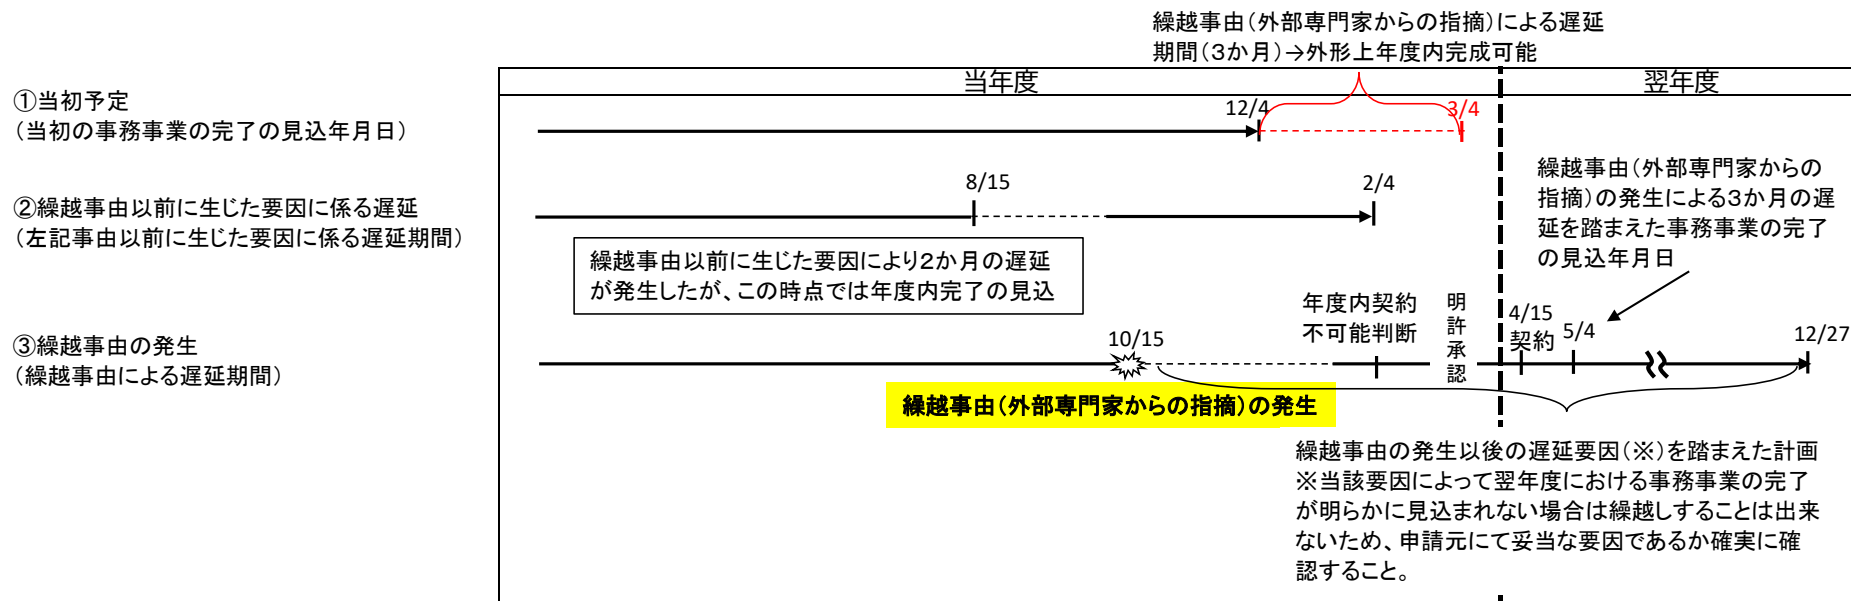 繰越事由(外部専門家からの指摘)による遅延
期間(3か月)→外形上年度内完成可能
当年度
翌年度
①当初予定
(当初の事務事業の完了の見込年月日)
12/4
3/4
②繰越事由以前に生じた要因に係る遅延
(左記事由以前に生じた要因に係る遅延期間)
8/15
2/4
繰越事由(外部専門家からの
指摘)の発生による3か月の遅
延を踏まえた事務事業の完了
の見込年月日
繰越事由以前に生じた要因により2か月の遅延
が発生したが、この時点では年度内完了の見込
③繰越事由の発生
(繰越事由による遅延期間)
10/15
年度内契約
不可能判断
明許承認
4/15
契約
5/4
12/27
繰越事由(外部専門家からの指摘)の発生
繰越事由の発生以後の遅延要因(※)を踏まえた計画
※当該要因によって翌年度における事務事業の完了
が明らかに見込まれない場合は繰越しすることは出来
ないため、申請元にて妥当な要因であるか確実に確
認すること。